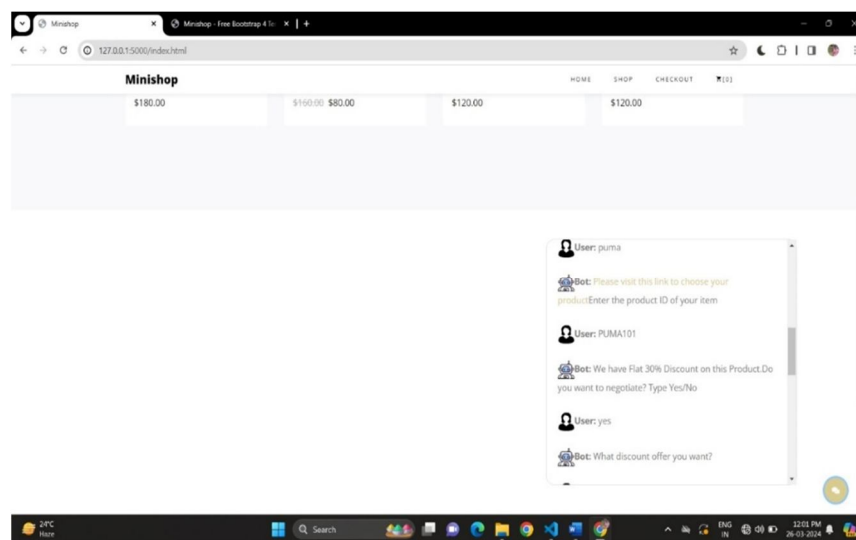 Minishop
Minishop - Free Bootstrap 4 Te
127.0.0.1:5000/index.html
Minishop
HOME SHOP CHECKOUT [0]
$180.00 $160.00 $80.00 $120.00 $120.00
User: puma
Bot: Please visit this link to choose your
productEnter the product ID of your item
User: PUMA101
Bot: We have Flat 30% Discount on this Product.Do
you want to negotiate? Type Yes/No
User: yes
Bot: What discount offer you want?
24°C
Haze
Search
ENG
IN
12:01 PM
26-03-2024